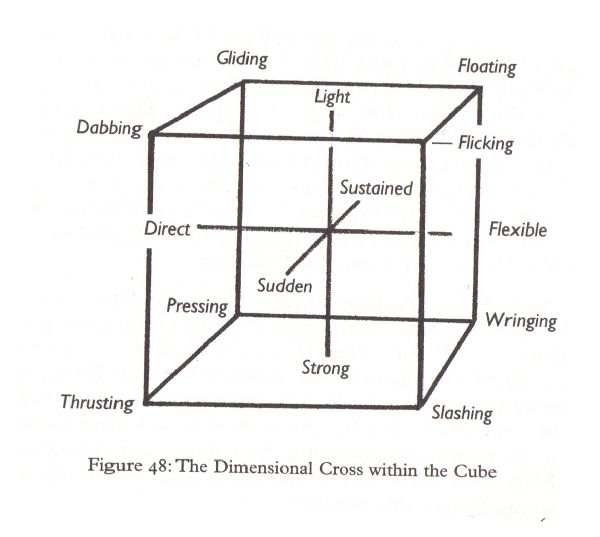 Gliding
Floating
Light
Dabbing
Flicking
Sustained
Direct
Flexible
Sudden
Pressing
Wringing
Strong
Thrusting
Slashing
Figure 48: The Dimensional Cross within the Cube